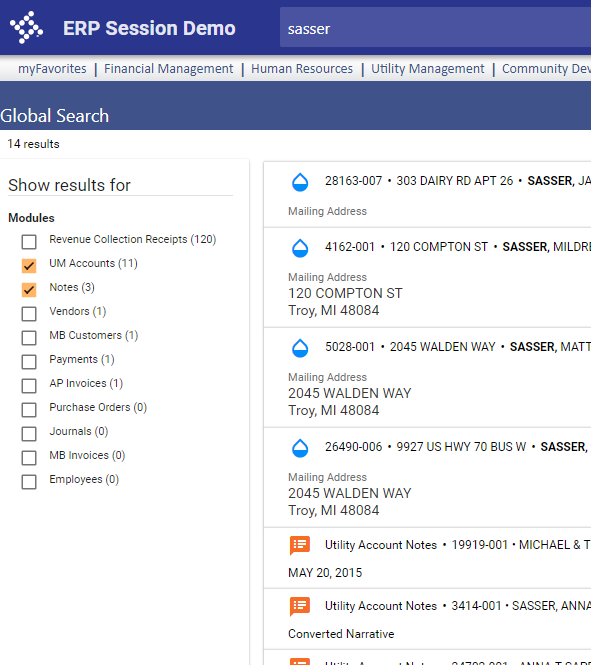 ERP Session Demo
sasser
myFavorites | Financial Management | Human Resources | Utility Management | Community Dev
Global Search
14 results
Show results for
Modules
Revenue Collection Receipts (120)
UM Accounts (11)
Notes (3)
Vendors (1)
MB Customers (1)
Payments (1)
AP Invoices (1)
Purchase Orders (0)
Journals (0)
MB Invoices (0)
Employees (0)
28163-007 • 303 DAIRY RD APT 26 • SASSER, JA
Mailing Address
4162-001 • 120 COMPTON ST • SASSER, MILDRE
Mailing Address
120 COMPTON ST
Troy, MI 48084
5028-001 • 2045 WALDEN WAY • SASSER, MATT
Mailing Address
2045 WALDEN WAY
Troy, MI 48084
26490-006 • 9927 US HWY 70 BUS W • SASSER,
Mailing Address
2045 WALDEN WAY
Troy, MI 48084
Utility Account Notes • 19919-001 • MICHAEL & T
MAY 20, 2015
Utility Account Notes • 3414-001 • SASSER, ANNA
Converted Narrative